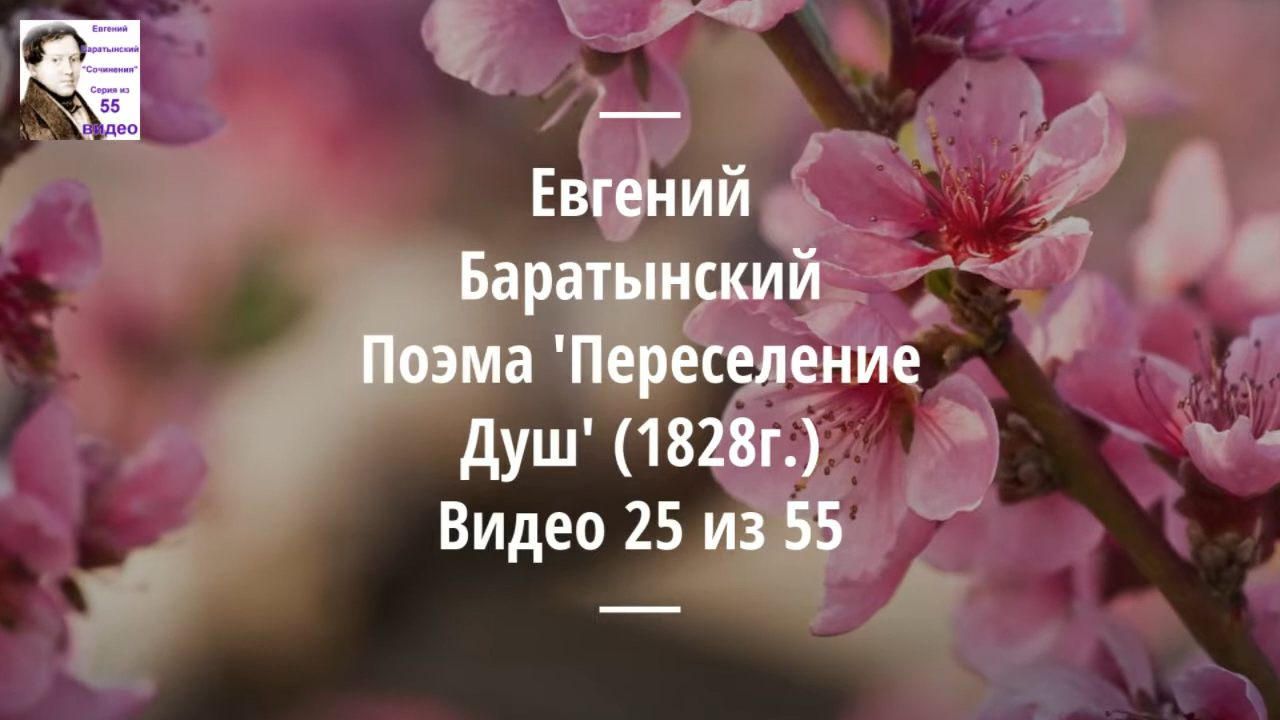 Евгений
Баратынский
"Сочинения"
Серия из
55
видео
Евгений
Баратынский
Поэма 'Переселение
Душ' (1828г.)
Видео 25 из 55